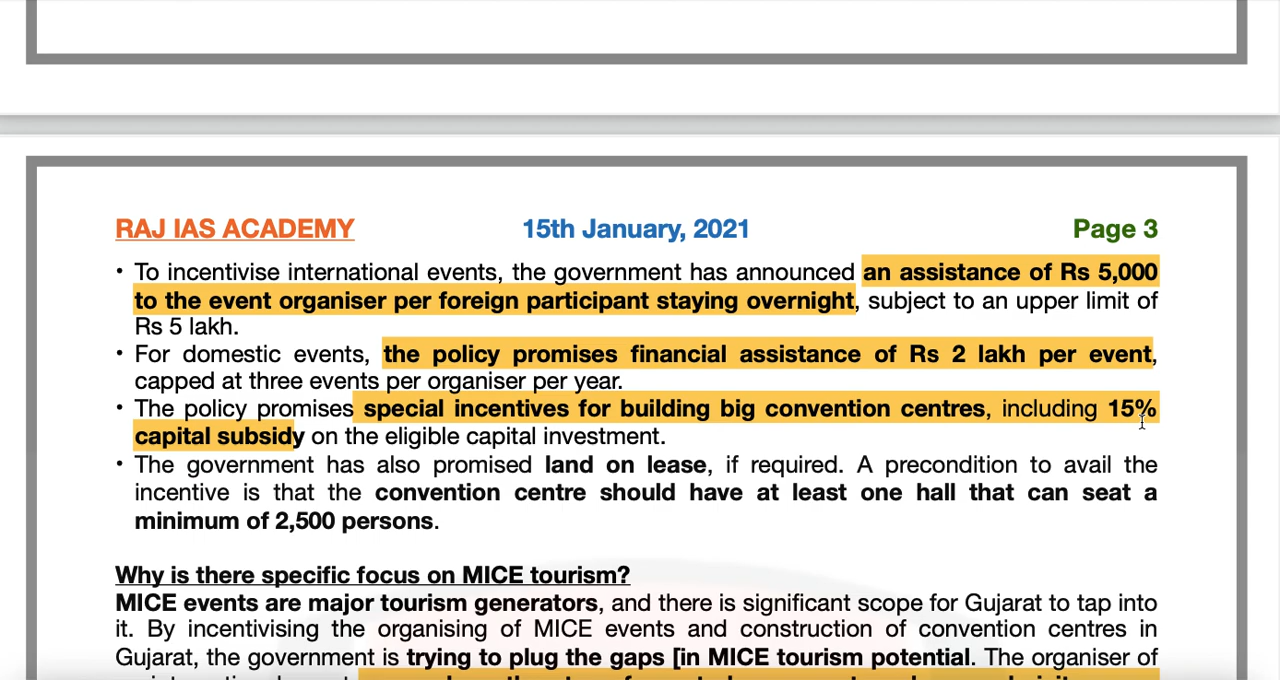 RAJ IAS ACADEMY 15th January, 2021 Page 3
• To incentivise international events, the government has announced an assistance of Rs 5,000
to the event organiser per foreign participant staying overnight, subject to an upper limit of
Rs 5 lakh.
• For domestic events, the policy promises financial assistance of Rs 2 lakh per event,
capped at three events per organiser per year.
• The policy promises special incentives for building big convention centres, including 15%
capital subsidy on the eligible capital investment.
• The government has also promised land on lease, if required. A precondition to avail the
incentive is that the convention centre should have at least one hall that can seat a
minimum of 2,500 persons.
Why is there specific focus on MICE tourism?
MICE events are major tourism generators, and there is significant scope for Gujarat to tap into
it. By incentivising the organising of MICE events and construction of convention centres in
Gujarat, the government is trying to plug the gaps [in MICE tourism potential. The organiser of